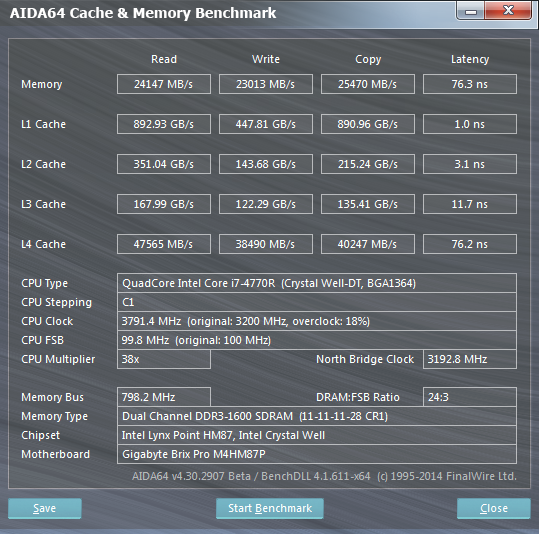 AIDA64 Cache & Memory Benchmark
Read Write Copy Latency
Memory 24147 MB/s 23013 MB/s 25470 MB/s 76.3 ns
L1 Cache 892.93 GB/s 447.81 GB/s 890.96 GB/s 1.0 ns
L2 Cache 351.04 GB/s 143.68 GB/s 215.24 GB/s 3.1 ns
L3 Cache 167.99 GB/s 122.29 GB/s 135.41 GB/s 11.7 ns
L4 Cache 47565 MB/s 38490 MB/s 40247 MB/s 76.2 ns
CPU Type QuadCore Intel Core i7-4770R (Crystal Well-DT, BGA1364)
CPU Stepping C1
CPU Clock 3791.4 MHz (original: 3200 MHz, overclock: 18%)
CPU FSB 99.8 MHz (original: 100 MHz)
CPU Multiplier 38x North Bridge Clock 3192.8 MHz
Memory Bus 798.2 MHz DRAM:FSB Ratio 24:3
Memory Type Dual Channel DDR3-1600 SDRAM (11-11-11-28 CR1)
Chipset Intel Lynx Point HM87, Intel Crystal Well
Motherboard Gigabyte Brix Pro M4HM87P
AIDA64 v4.30.2907 Beta / BenchDLL 4.1.611-x64 (c) 1995-2014 FinalWire Ltd.
Save Start Benchmark Close